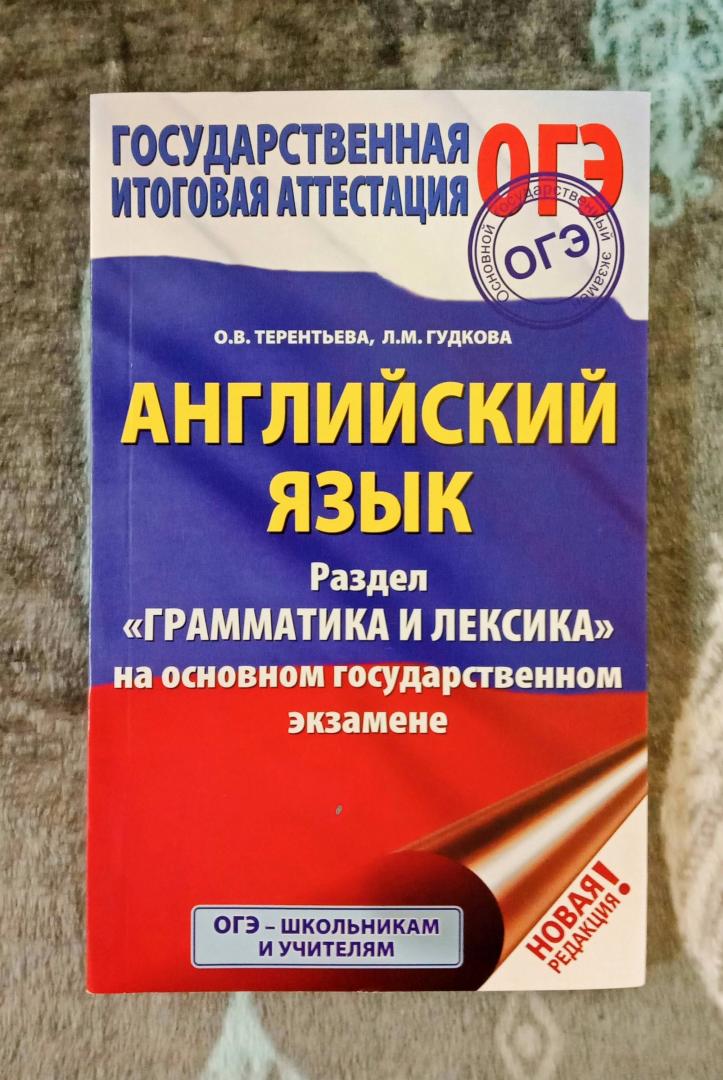 ГОСУДАРСТВЕННАЯ
ИТОГОВАЯ АТТЕСТАЦИЯ
ОГЭ
Основной государственный экзамен
ОГЭ
О.В. ТЕРЕНТЬЕВА, Л.М. ГУДКОВА
АНГЛИЙСКИЙ
ЯЗЫК
Раздел
«ГРАММАТИКА И ЛЕКСИКА»
на основном государственном
экзамене
ОГЭ – ШКОЛЬНИКАМ
И УЧИТЕЛЯМ
НОВАЯ
РЕДАКЦИЯ!